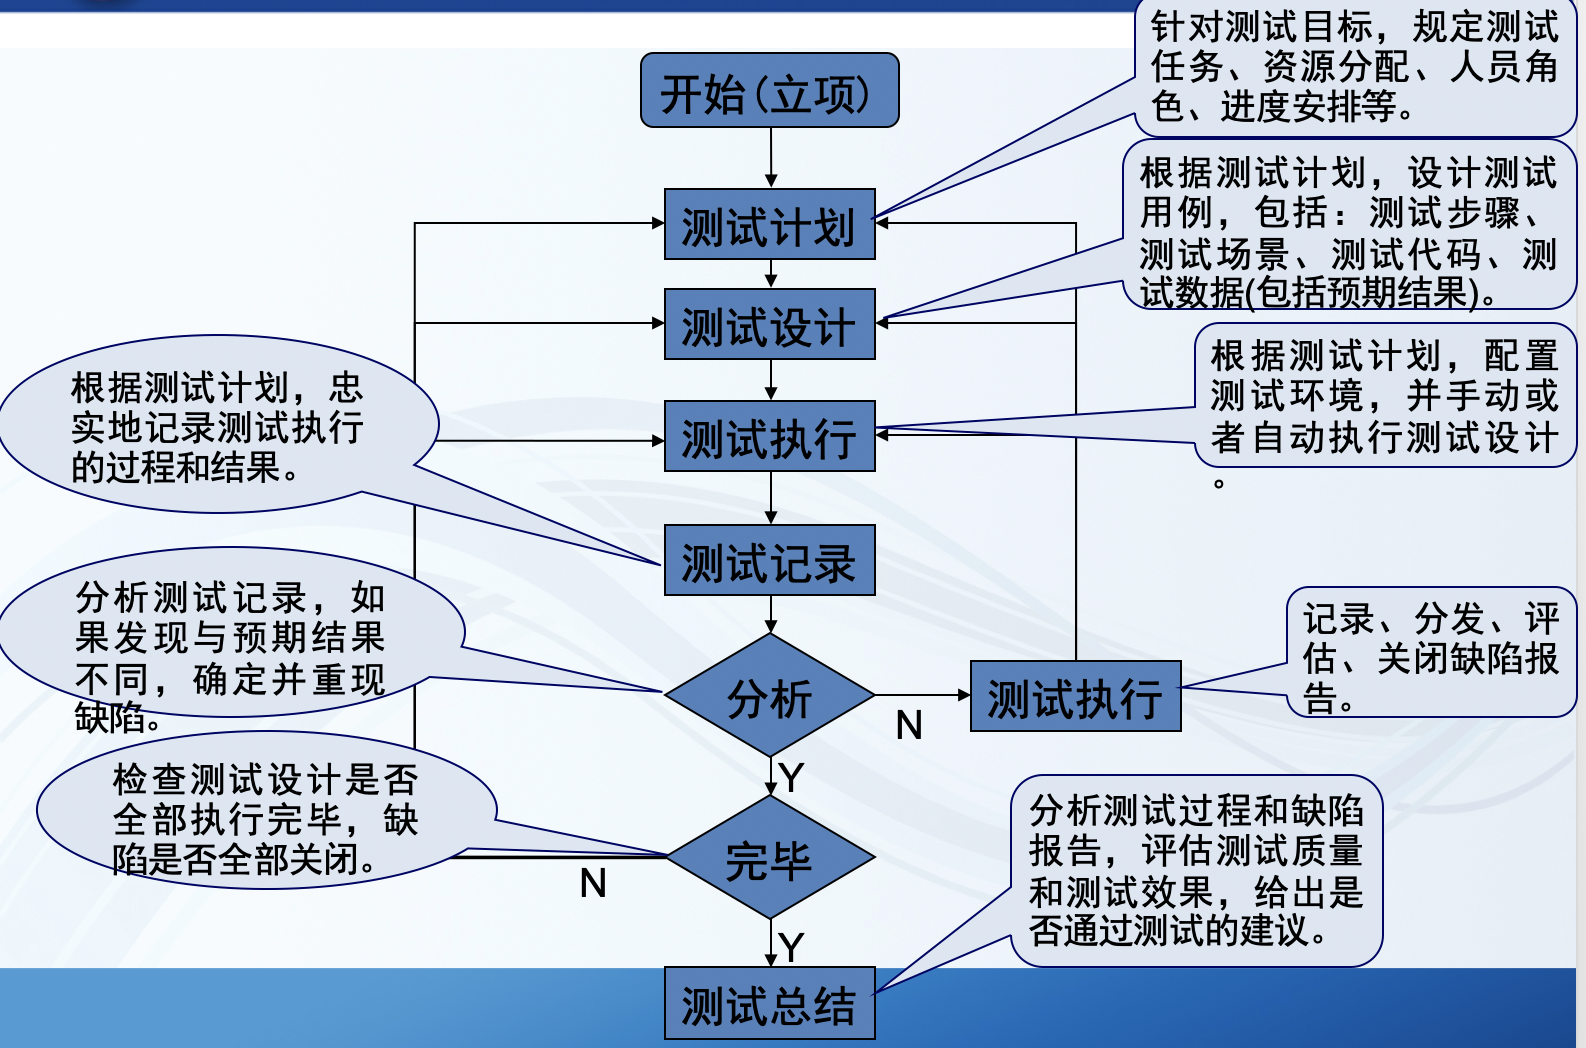 针对测试目标，规定测试
任务、资源分配、人员角
色、进度安排等。
开始(立项)
根据测试计划，设计测试
用例，包括：测试步骤、
测试场景、测试代码、测
试数据(包括预期结果)。
测试计划
测试设计
根据测试计划，配置
测试环境，并手动或
者自动执行测试设计
。
根据测试计划，忠
实地记录测试执行
的过程和结果。
测试执行
测试记录
分析测试记录，如
果发现与预期结果
不同，确定并重现
缺陷。
记录、分发、评
估、关闭缺陷报
告。
分析
N
测试执行
Y
检查测试设计是否
全部执行完毕，缺
陷是否全部关闭。
分析测试过程和缺陷
报告，评估测试质量
和测试效果，给出是
否通过测试的建议。
完毕
N
Y
测试总结